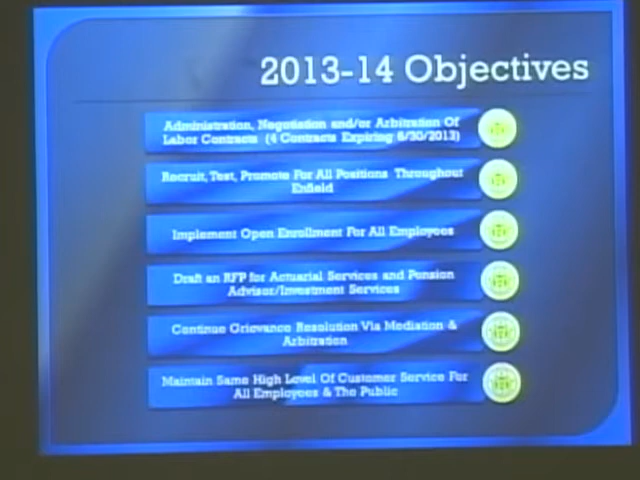 2013-14 Objectives
Administration, Negotiation and/or Arbitration Of
Labor Contracts (4 Contracts Expiring 6/30/2013)
Recruit, Test, Promote For All Positions Throughout
Enfield
Implement Open Enrollment For All Employees
Draft an RFP for Actuarial Services and Pension
Advisor/Investment Services
Continue Grievance Resolution Via Mediation &
Arbitration
Maintain Same High Level Of Customer Service For
All Employees & The Public